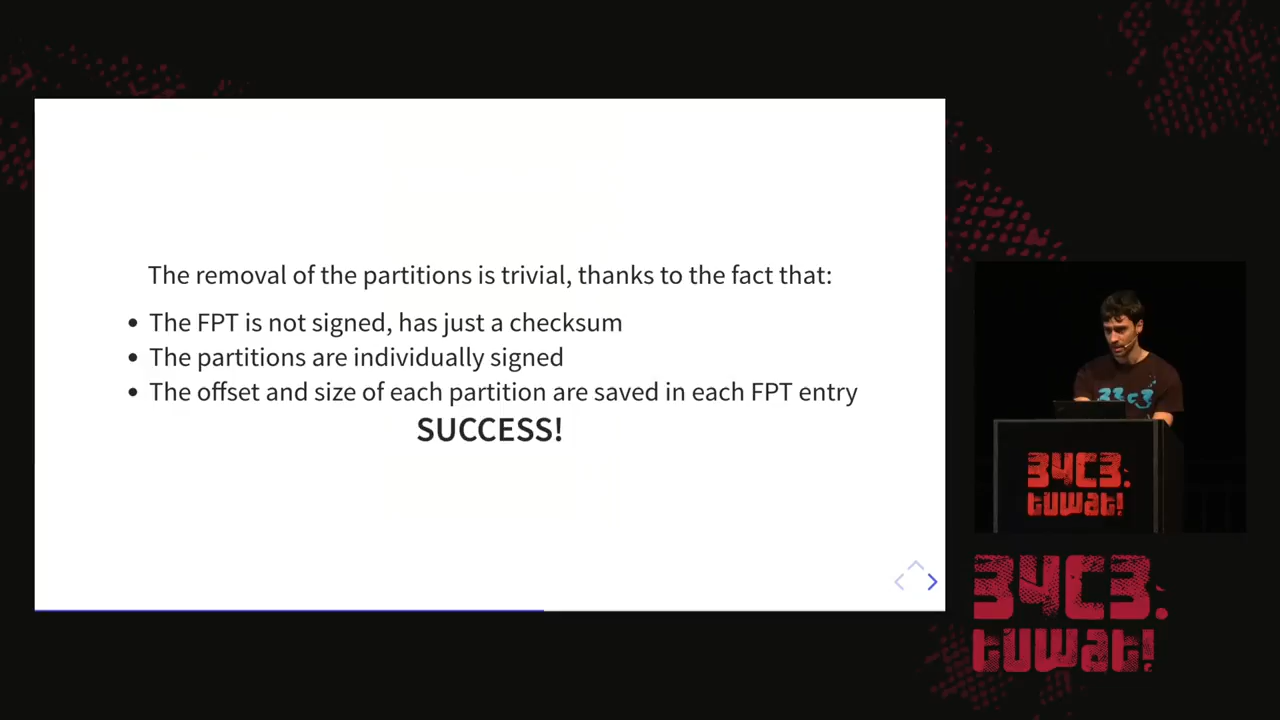 The removal of the partitions is trivial, thanks to the fact that:
• The FPT is not signed, has just a checksum
• The partitions are individually signed
• The offset and size of each partition are saved in each FPT entry
SUCCESS!
33c3
34C3.
tuwat!
34C3.
tuwat!